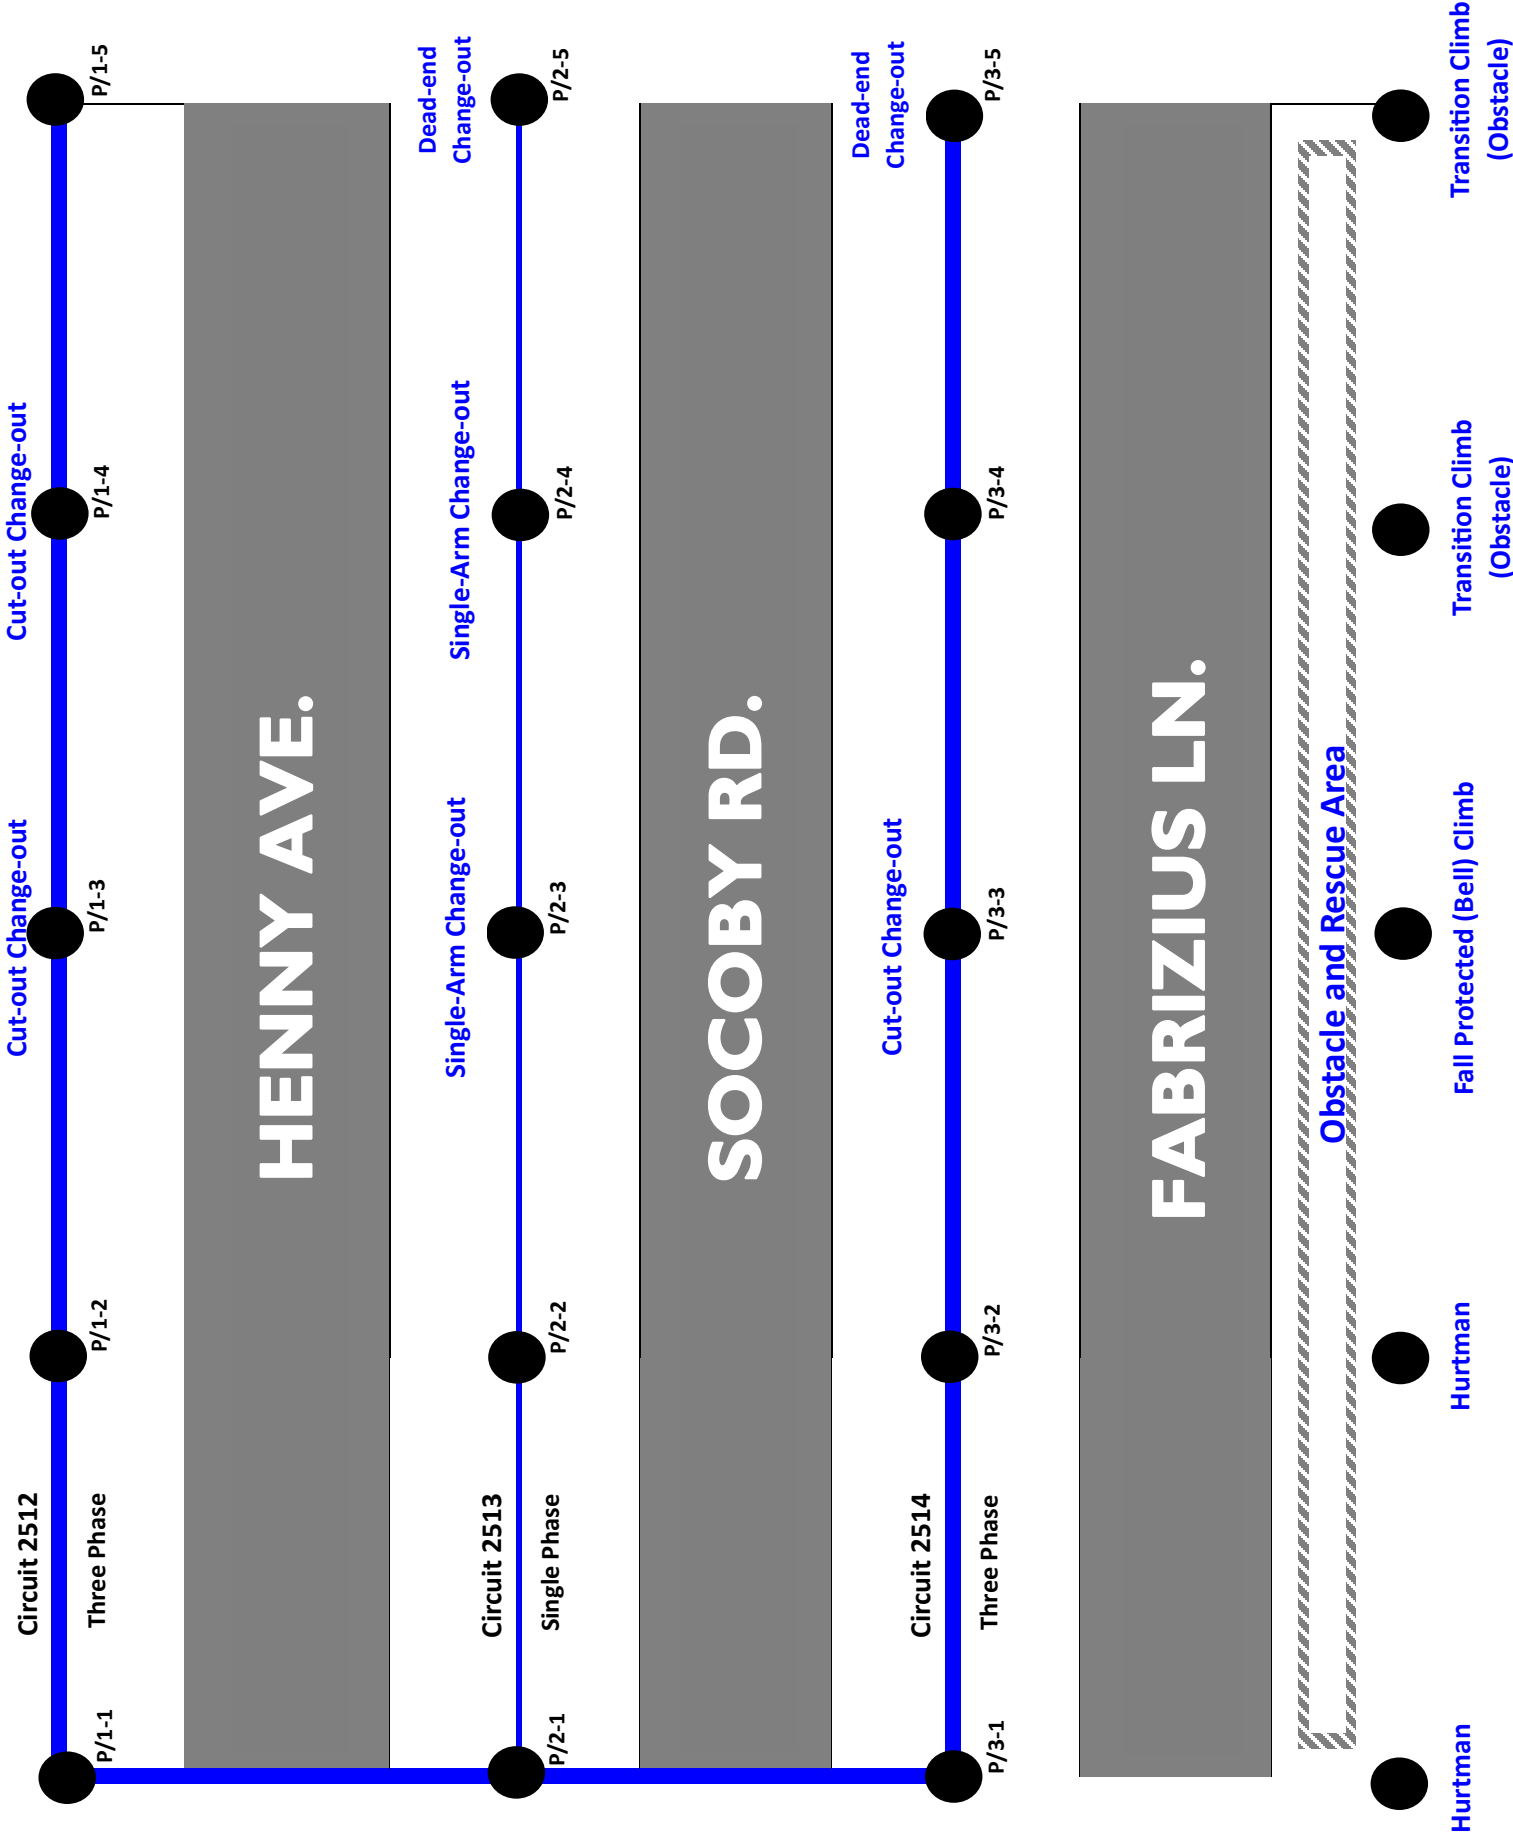 Circuit 2512
Three Phase
Cut-out Change-out
Cut-out Change-out
P/1-1
P/1-2
P/1-3
P/1-4
P/1-5
HENNY AVE.
Dead-end
Change-out
Single-Arm Change-out
Single-Arm Change-out
Circuit 2513
Single Phase
P/2-1
P/2-2
P/2-3
P/2-4
P/2-5
SOCOBY RD.
Dead-end
Change-out
Cut-out Change-out
Circuit 2514
Three Phase
P/3-1
P/3-2
P/3-3
P/3-4
P/3-5
FABRIZIUS LN.
Obstacle and Rescue Area
Hurtman
Hurtman
Fall Protected (Bell) Climb
Transition Climb
(Obstacle)
Transition Climb
(Obstacle)